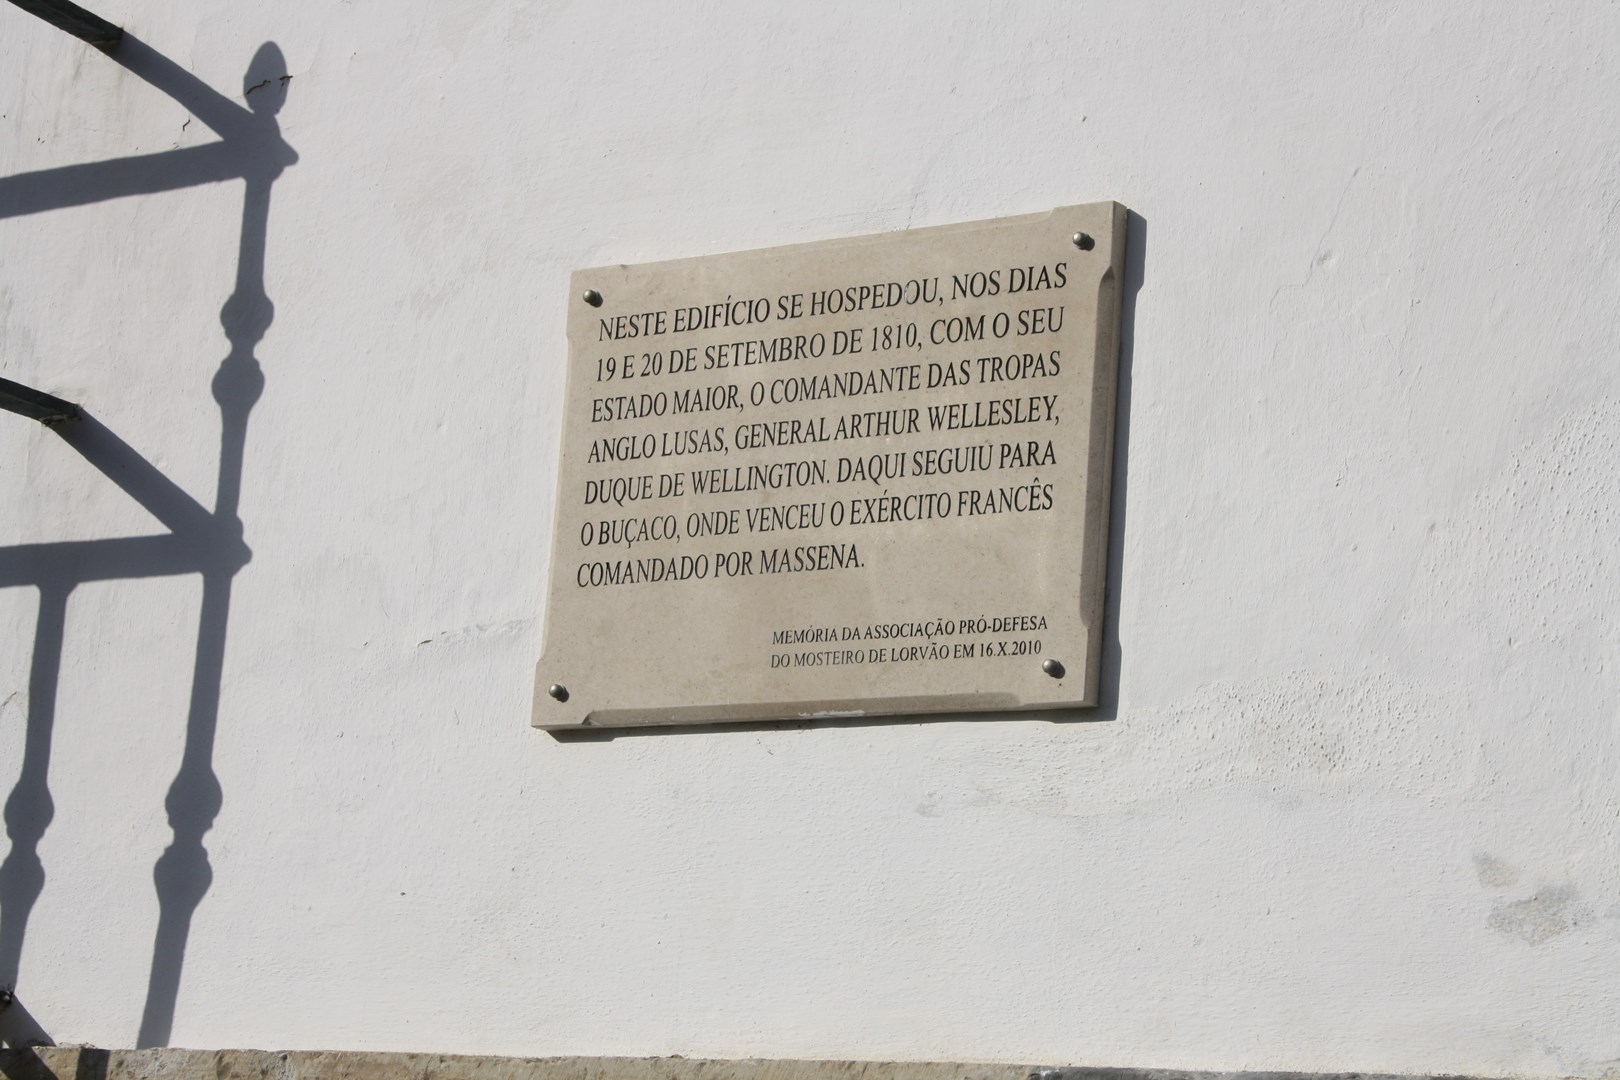 NESTE EDIFÍCIO SE HOSPEDOU, NOS DIAS
19 E 20 DE SETEMBRO DE 1810, COM O SEU
ESTADO MAIOR, O COMANDANTE DAS TROPAS
ANGLO LUSAS, GENERAL ARTHUR WELLESLEY,
DUQUE DE WELLINGTON. DAQUI SEGUIU PARA
O BUÇACO, ONDE VENCEU O EXÉRCITO FRANCÊS
COMANDADO POR MASSENA.
MEMÓRIA DA ASSOCIAÇÃO PRÓ-DEFESA
DO MOSTEIRO DE LORVÃO EM 16.X.2010